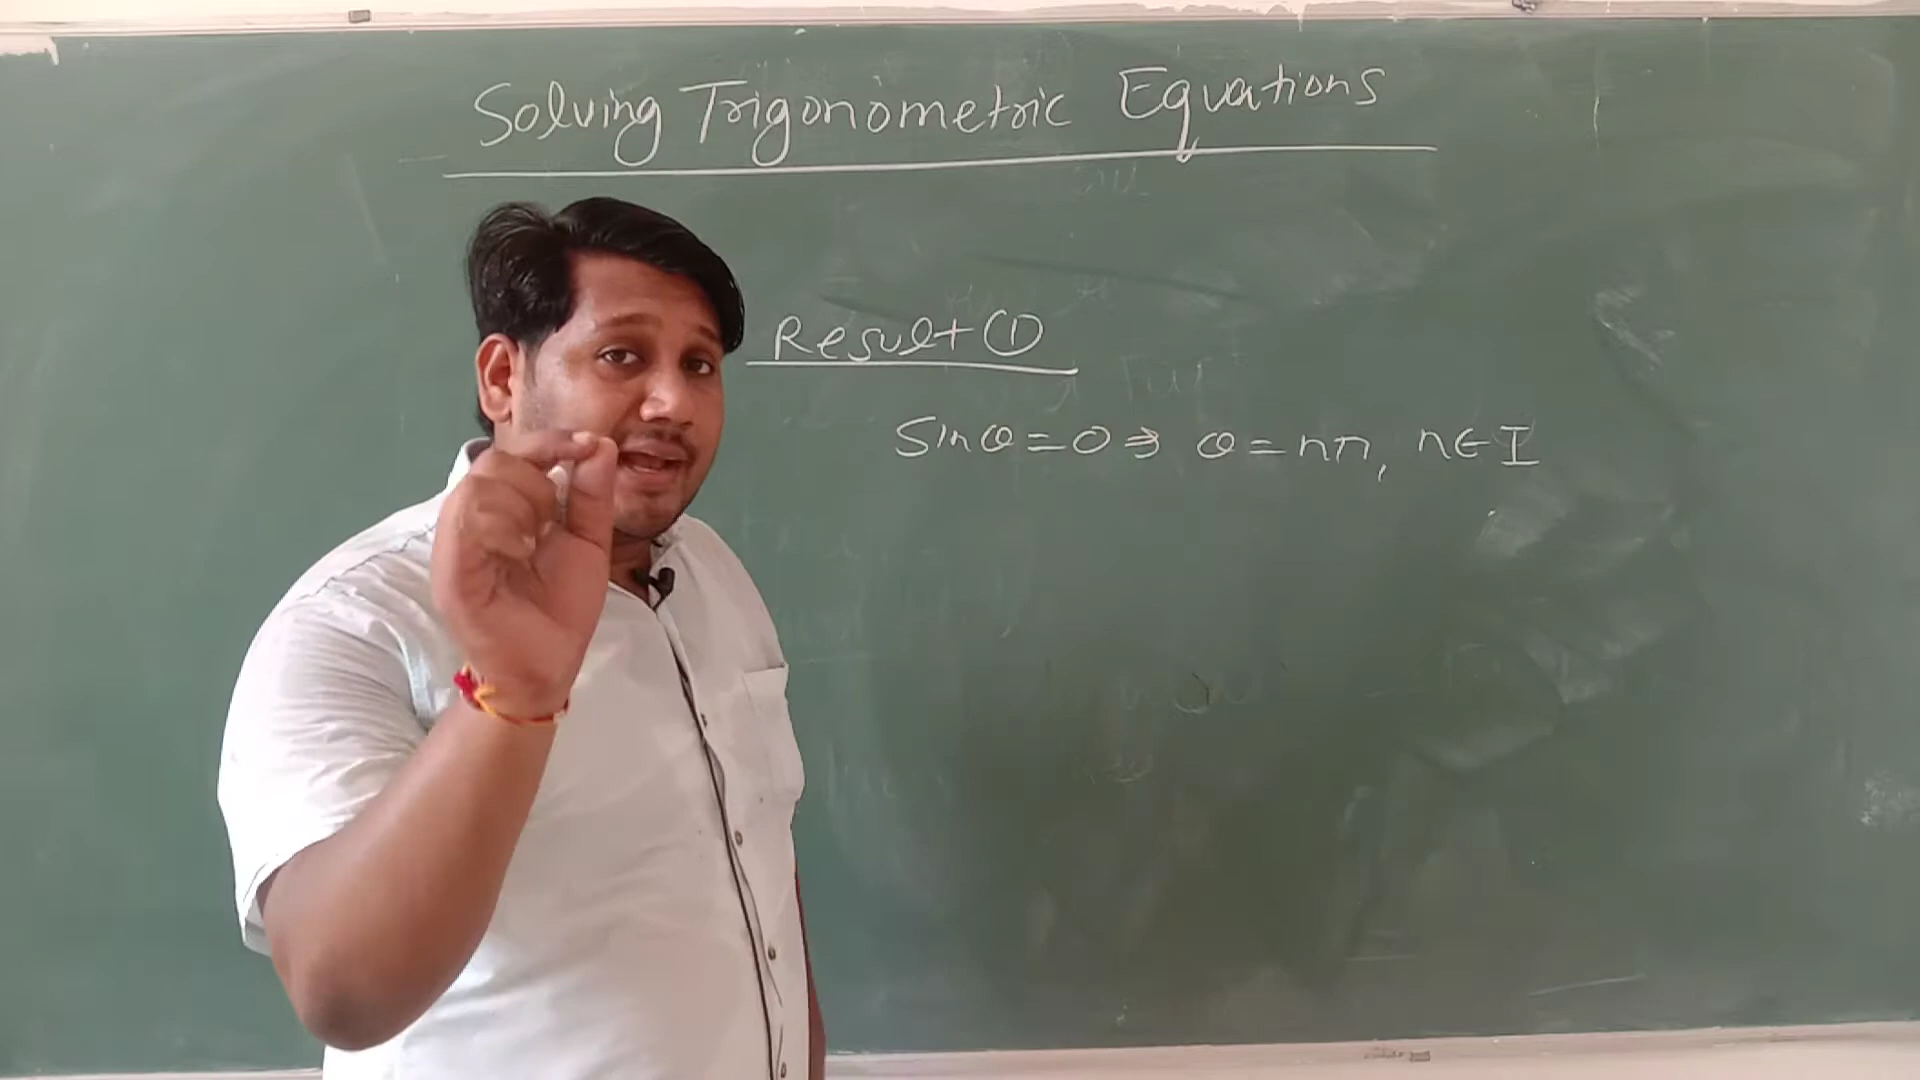 Solving Trigonometric Equations
Result ①
Sinθ = 0 ⇒ θ = nπ, n ∈ I